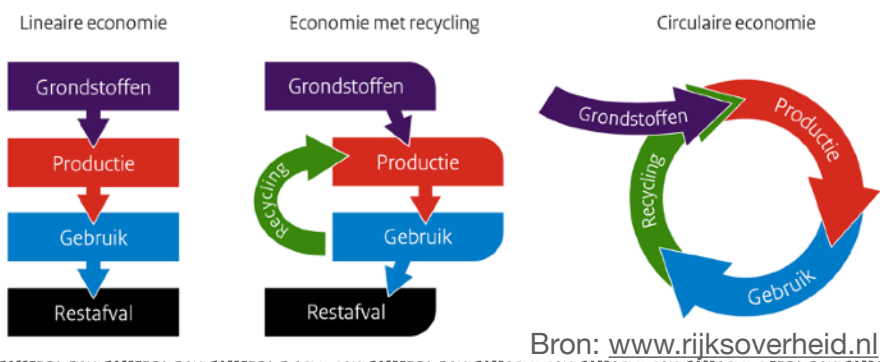 Lineaire economie
Grondstoffen
Productie
Gebruik
Restafval
Economie met recycling
Grondstoffen
Productie
Recycling
Gebruik
Restafval
Circulaire economie
Grondstoffen
Productie
Gebruik
Recycling
Bron: www.rijksoverheid.nl